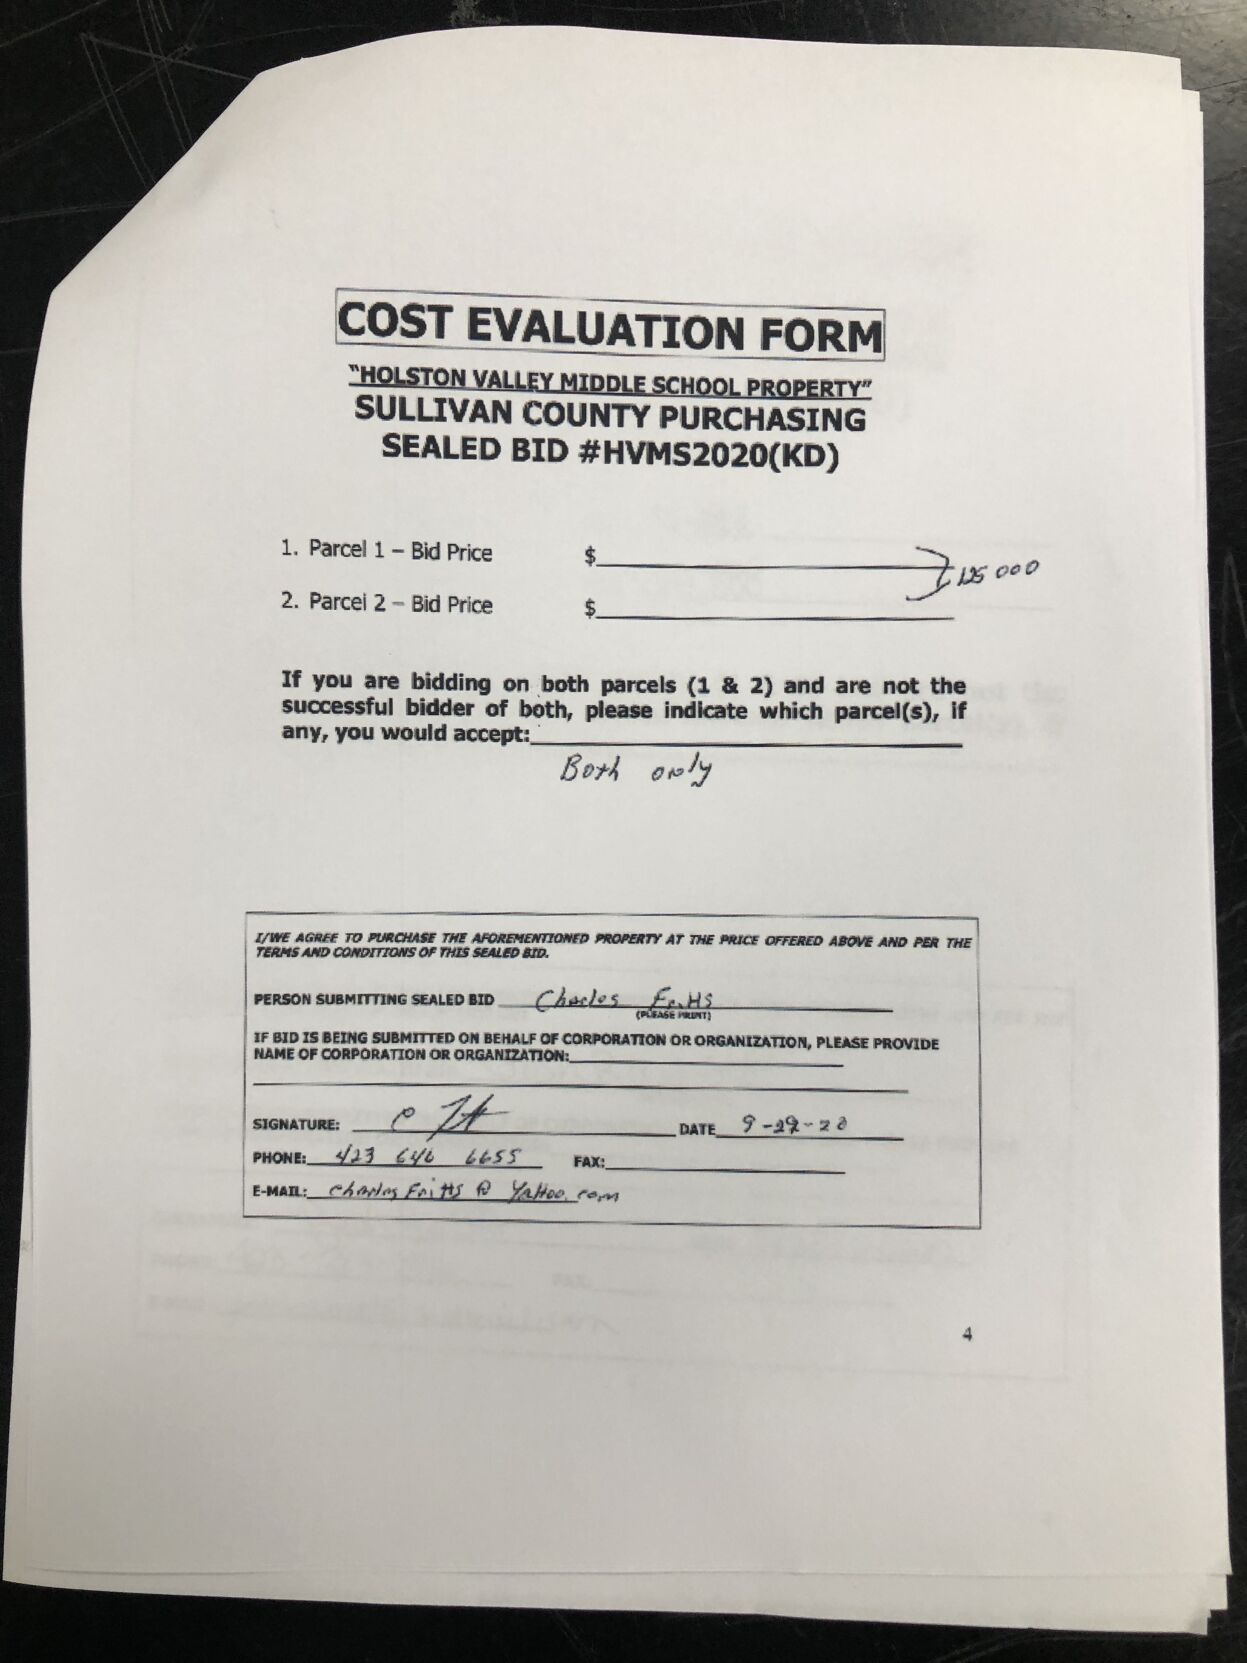 COST EVALUATION FORM
"HOLSTON VALLEY MIDDLE SCHOOL PROPERTY"
SULLIVAN COUNTY PURCHASING
SEALED BID #HVMS2020(KD)
1. Parcel 1 – Bid Price $
125 000
2. Parcel 2 – Bid Price $
If you are bidding on both parcels (1 & 2) and are not the
successful bidder of both, please indicate which parcel(s), if
any, you would accept:
Both only
I/WE AGREE TO PURCHASE THE AFOREMENTIONED PROPERTY AT THE PRICE OFFERED ABOVE AND PER THE
TERMS AND CONDITIONS OF THIS SEALED BID.
PERSON SUBMITTING SEALED BID Charles Fritts
(PLEASE PRINT)
IF BID IS BEING SUBMITTED ON BEHALF OF CORPORATION OR ORGANIZATION, PLEASE PROVIDE
NAME OF CORPORATION OR ORGANIZATION:
SIGNATURE: DATE 9-29-20
PHONE: 423 646 6655 FAX:
E-MAIL: charlesfritts@yahoo.com
4